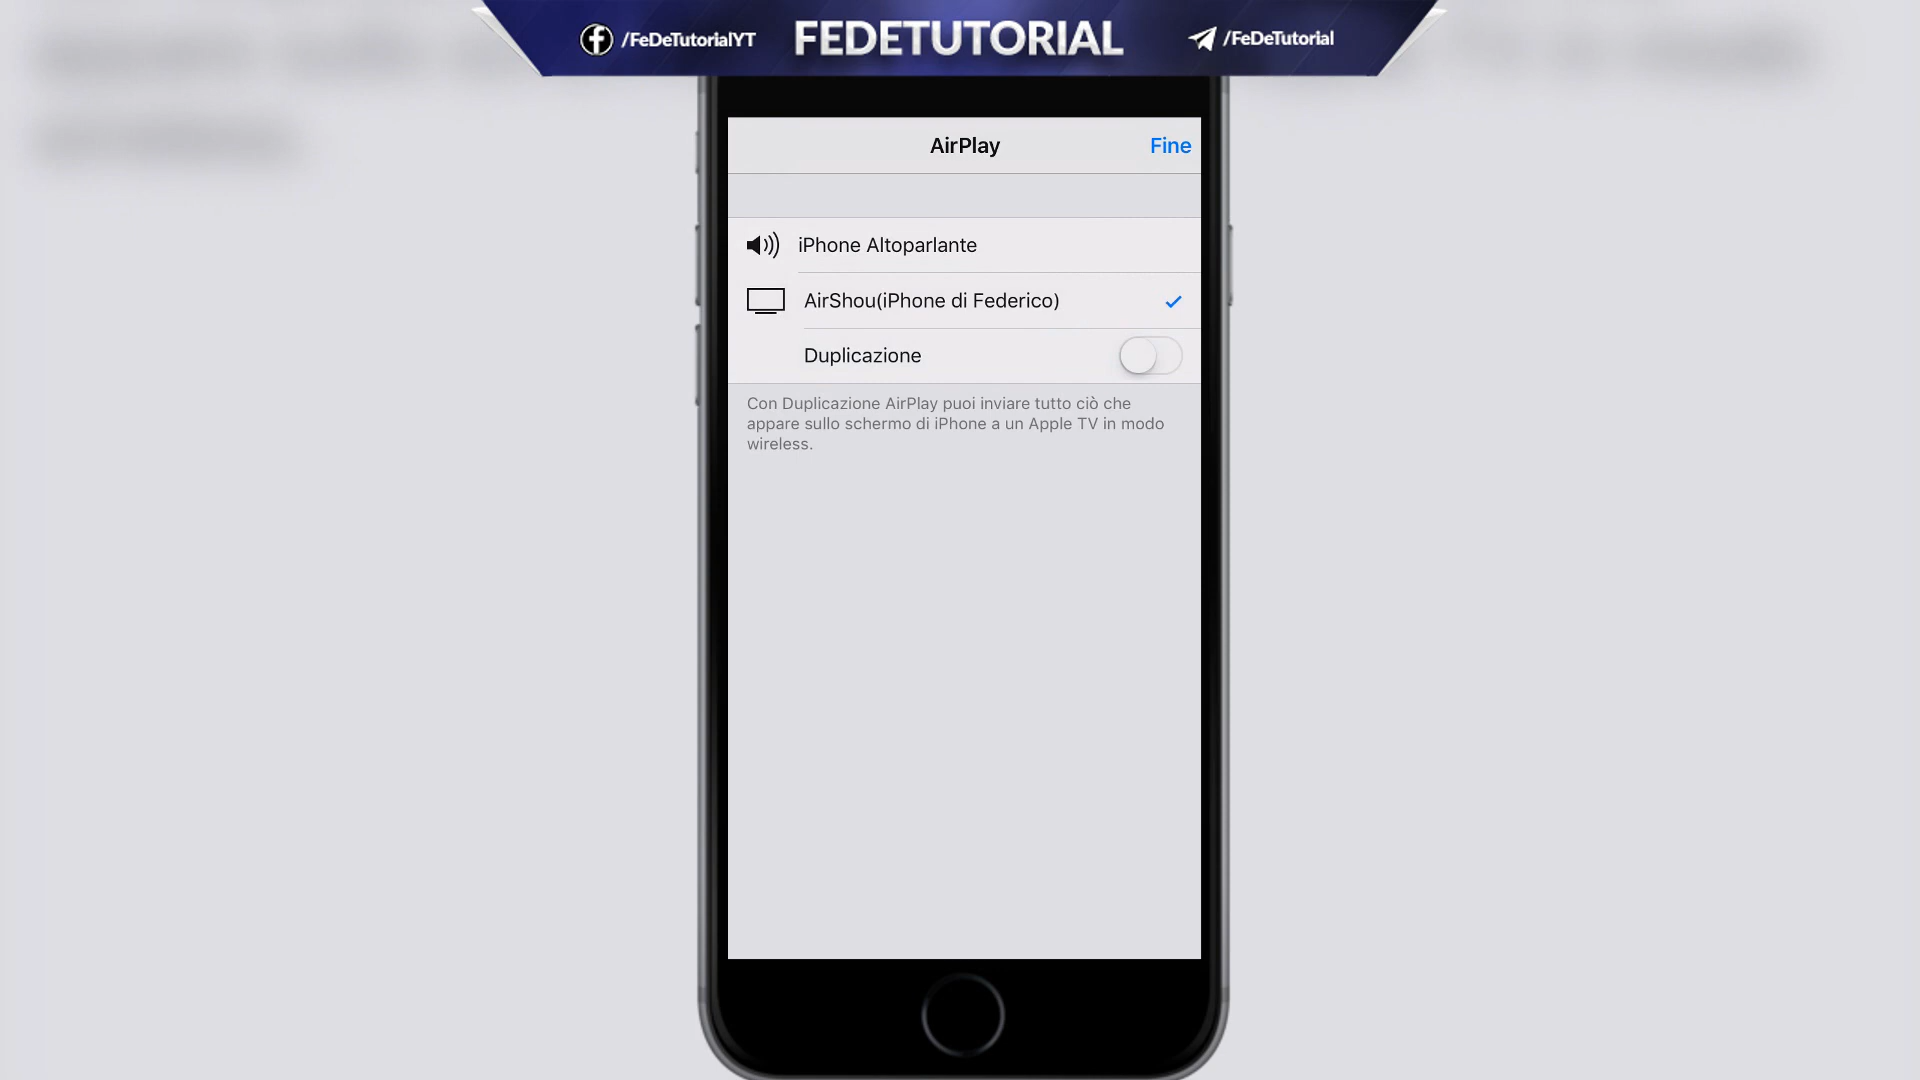 /FeDeTutorialYT
FEDETUTORIAL
/FeDeTutorial
AirPlay
Fine
iPhone Altoparlante
AirShou(iPhone di Federico)
Duplicazione
Con Duplicazione AirPlay puoi inviare tutto ciò che
appare sullo schermo di iPhone a un Apple TV in modo
wireless.